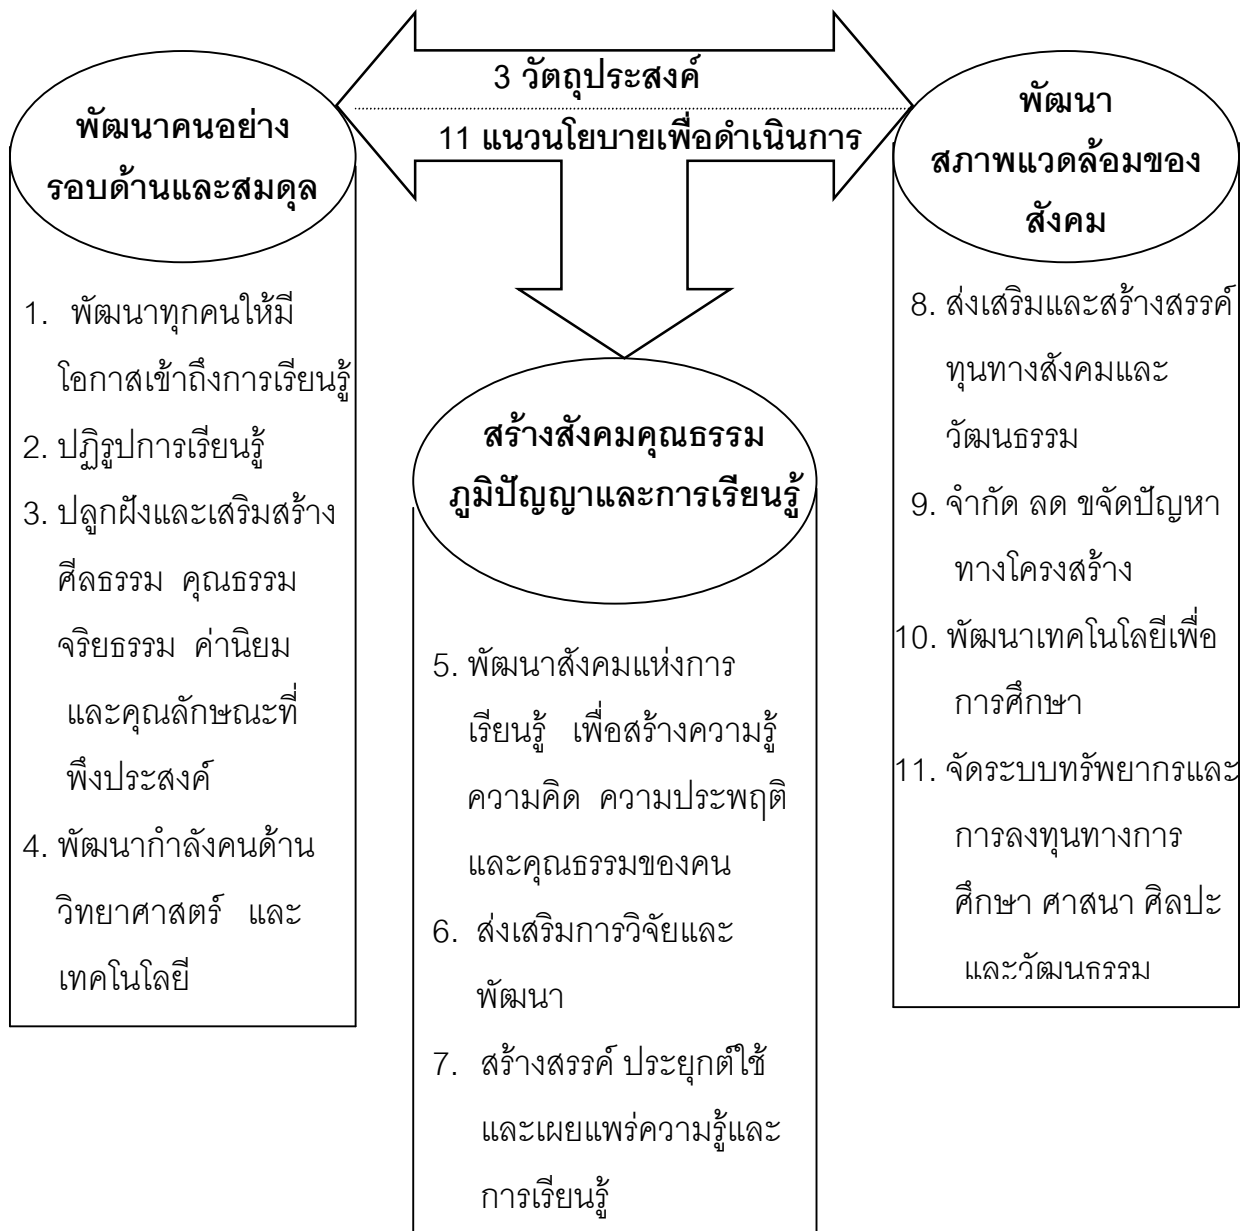 3 วัตถุประสงค์
11 แนวนโยบายเพื่อดำเนินการ
พัฒนาคนอย่าง
รอบด้านและสมดุล
1. พัฒนาทุกคนให้มี
โอกาสเข้าถึงการเรียนรู้
2. ปฏิรูปการเรียนรู้
3. ปลูกฝังและเสริมสร้าง
ศีลธรรม คุณธรรม
จริยธรรม ค่านิยม
และคุณลักษณะที่
พึงประสงค์
4. พัฒนากำลังคนด้าน
วิทยาศาสตร์ และ
เทคโนโลยี
สร้างสังคมคุณธรรม
ภูมิปัญญาและการเรียนรู้
5. พัฒนาสังคมแห่งการ
เรียนรู้ เพื่อสร้างความรู้
ความคิด ความประพฤติ
และคุณธรรมของคน
6. ส่งเสริมการวิจัยและ
พัฒนา
7. สร้างสรรค์ ประยุกต์ใช้
และเผยแพร่ความรู้และ
การเรียนรู้
พัฒนา
สภาพแวดล้อมของ
สังคม
8. ส่งเสริมและสร้างสรรค์
ทุนทางสังคมและ
วัฒนธรรม
9. จำกัด ลด ขจัดปัญหา
ทางโครงสร้าง
10. พัฒนาเทคโนโลยีเพื่อ
การศึกษา
11. จัดระบบทรัพยากรและ
การลงทุนทางการ
ศึกษา ศาสนา ศิลปะ
และวัฒนธรรม